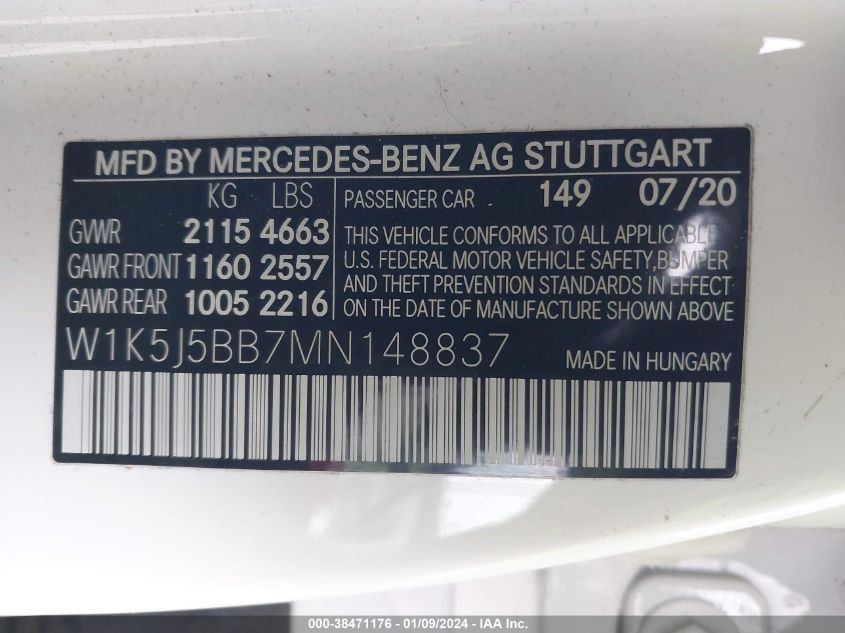 MFD BY MERCEDES-BENZ AG STUTTGART
KG LBS
GVWR 2115 4663
GAWR FRONT 1160 2557
GAWR REAR 1005 2216
PASSENGER CAR 149 07/20
THIS VEHICLE CONFORMS TO ALL APPLICABLE
U.S. FEDERAL MOTOR VEHICLE SAFETY, BUMPER
AND THEFT PREVENTION STANDARDS IN EFFECT
ON THE DATE OF MANUFACTURE SHOWN ABOVE
W1K5J5BB7MN148837 MADE IN HUNGARY
000-38471176 - 01/09/2024 - IAA Inc.